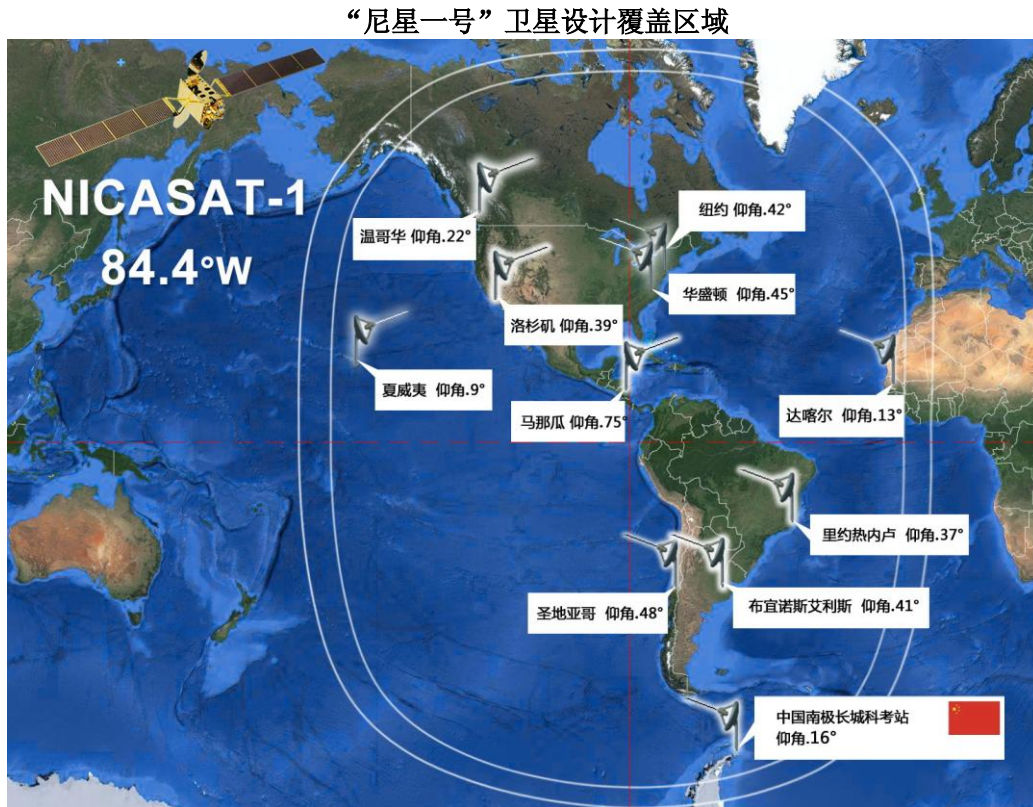 “尼星一号”卫星设计覆盖区域
NICASAT-1
84.4°W
温哥华 仰角.22°
纽约 仰角.42°
华盛顿 仰角.45°
洛杉矶 仰角.39°
夏威夷 仰角.9°
马那瓜 仰角.75°
达喀尔 仰角.13°
里约热内卢 仰角.37°
圣地亚哥 仰角.48°
布宜诺斯艾利斯 仰角.41°
中国南极长城科考站
仰角.16°